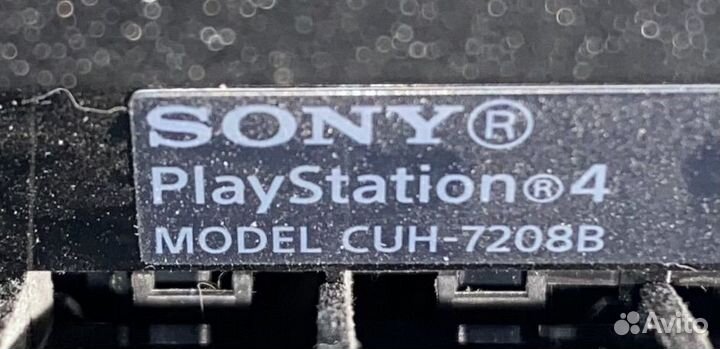 SONY®
PlayStation®4
MODEL CUH-7208B
Avito